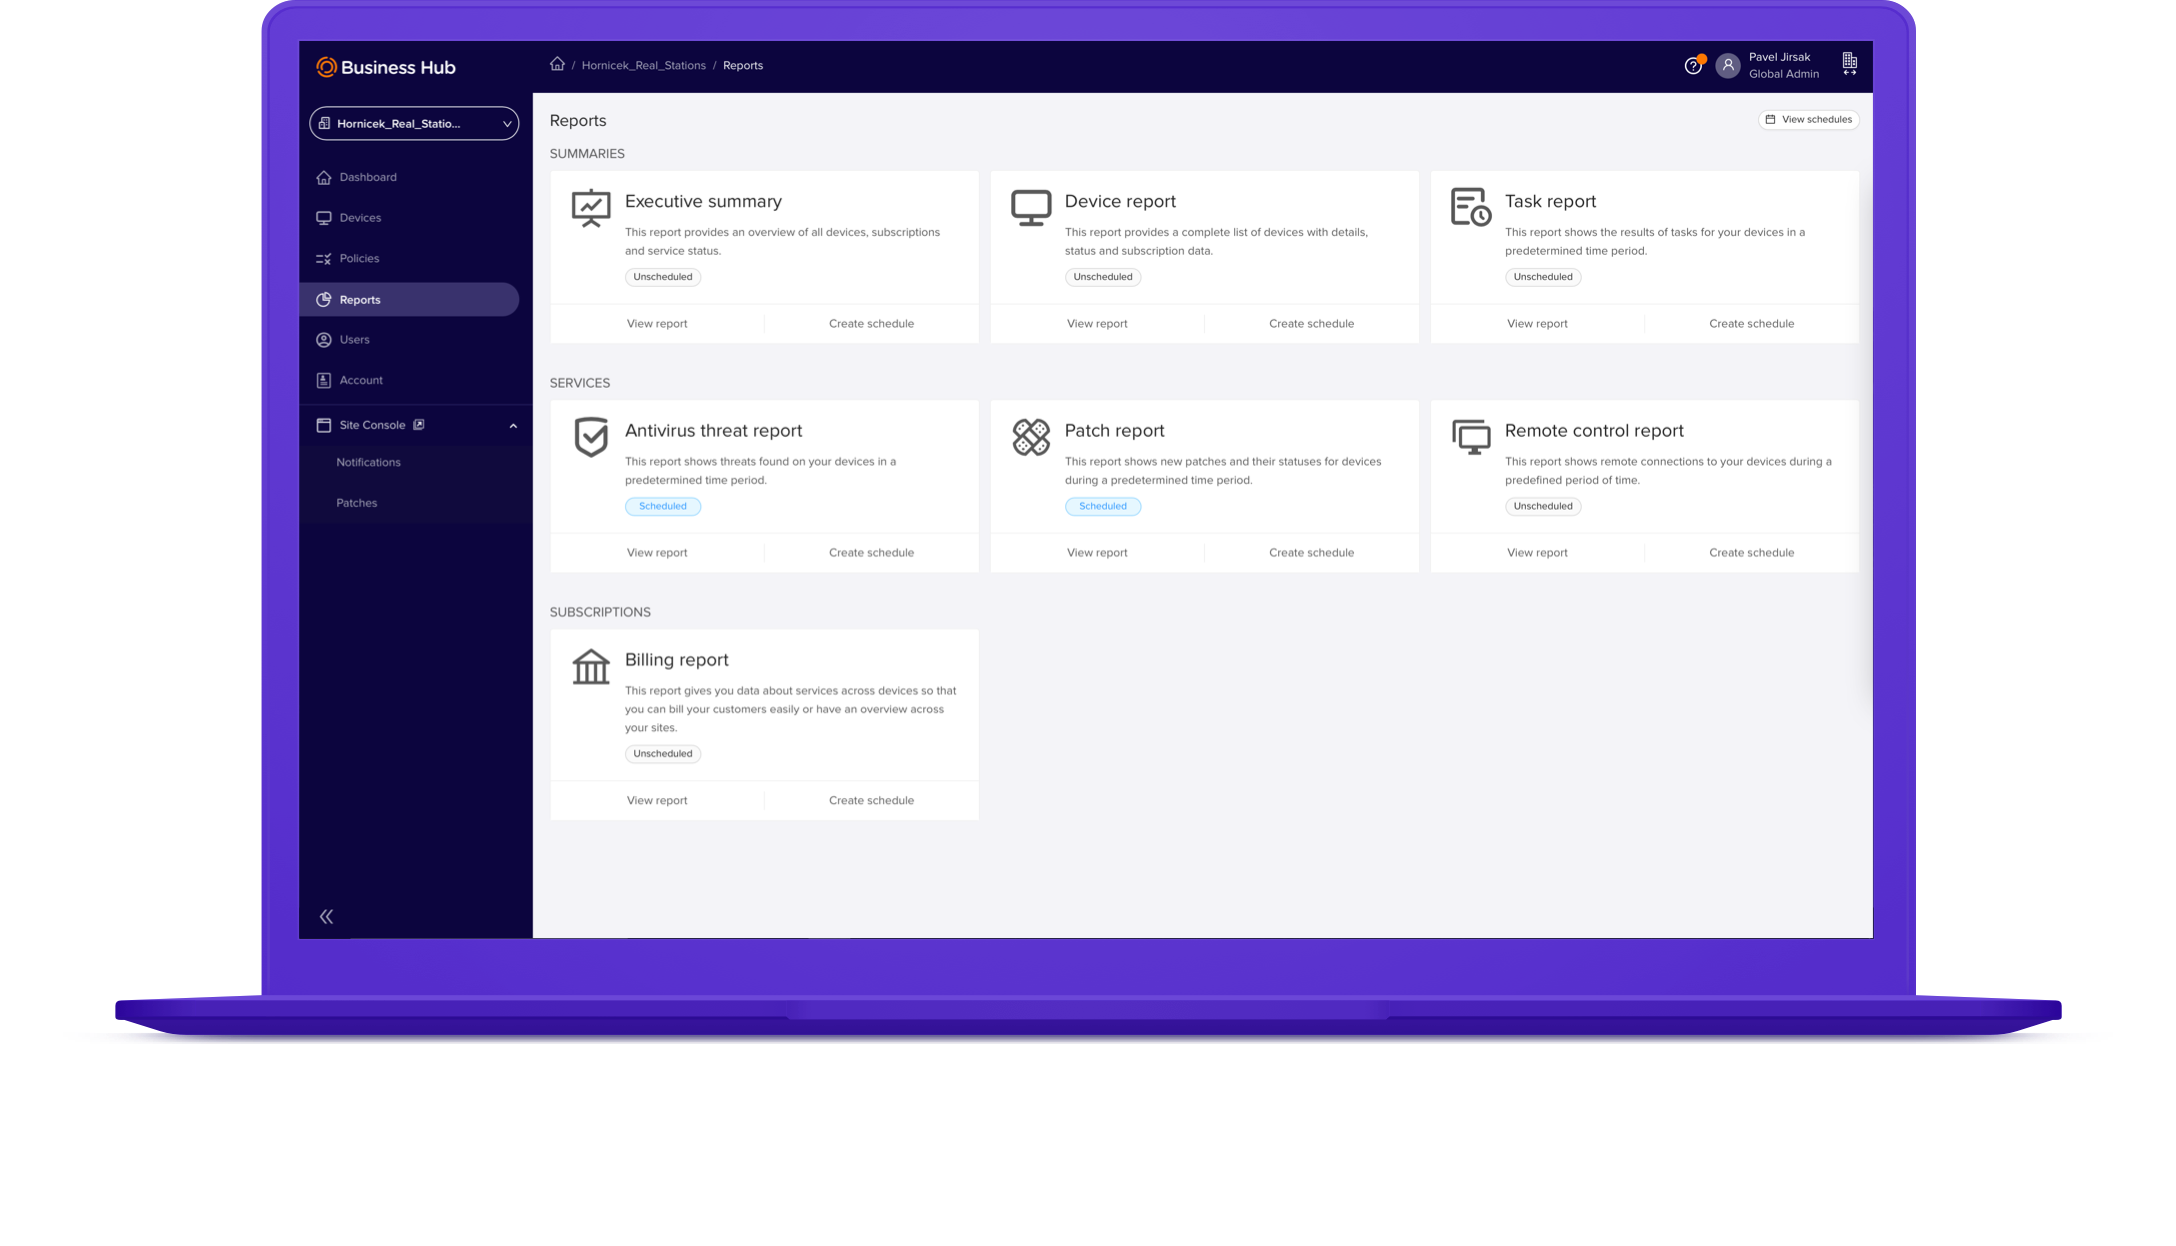 Business Hub
Hornicek_Real_Statio...
Dashboard
Devices
Policies
Reports
Users
Account
Site Console
Notifications
Patches
/ Hornicek_Real_Stations / Reports
Pavel Jirsak
Global Admin
Reports
View schedules
SUMMARIES
Executive summary
This report provides an overview of all devices, subscriptions
and service status.
Unscheduled
View report
Create schedule
Device report
This report provides a complete list of devices with details,
status and subscription data.
Unscheduled
View report
Create schedule
Task report
This report shows the results of tasks for your devices in a
predetermined time period.
Unscheduled
View report
Create schedule
SERVICES
Antivirus threat report
This report shows threats found on your devices in a
predetermined time period.
Scheduled
View report
Create schedule
Patch report
This report shows new patches and their statuses for devices
during a predetermined time period.
Scheduled
View report
Create schedule
Remote control report
This report shows remote connections to your devices during a
predefined period of time.
Unscheduled
View report
Create schedule
SUBSCRIPTIONS
Billing report
This report gives you data about services across devices so that
you can bill your customers easily or have an overview across
your sites.
Unscheduled
View report
Create schedule